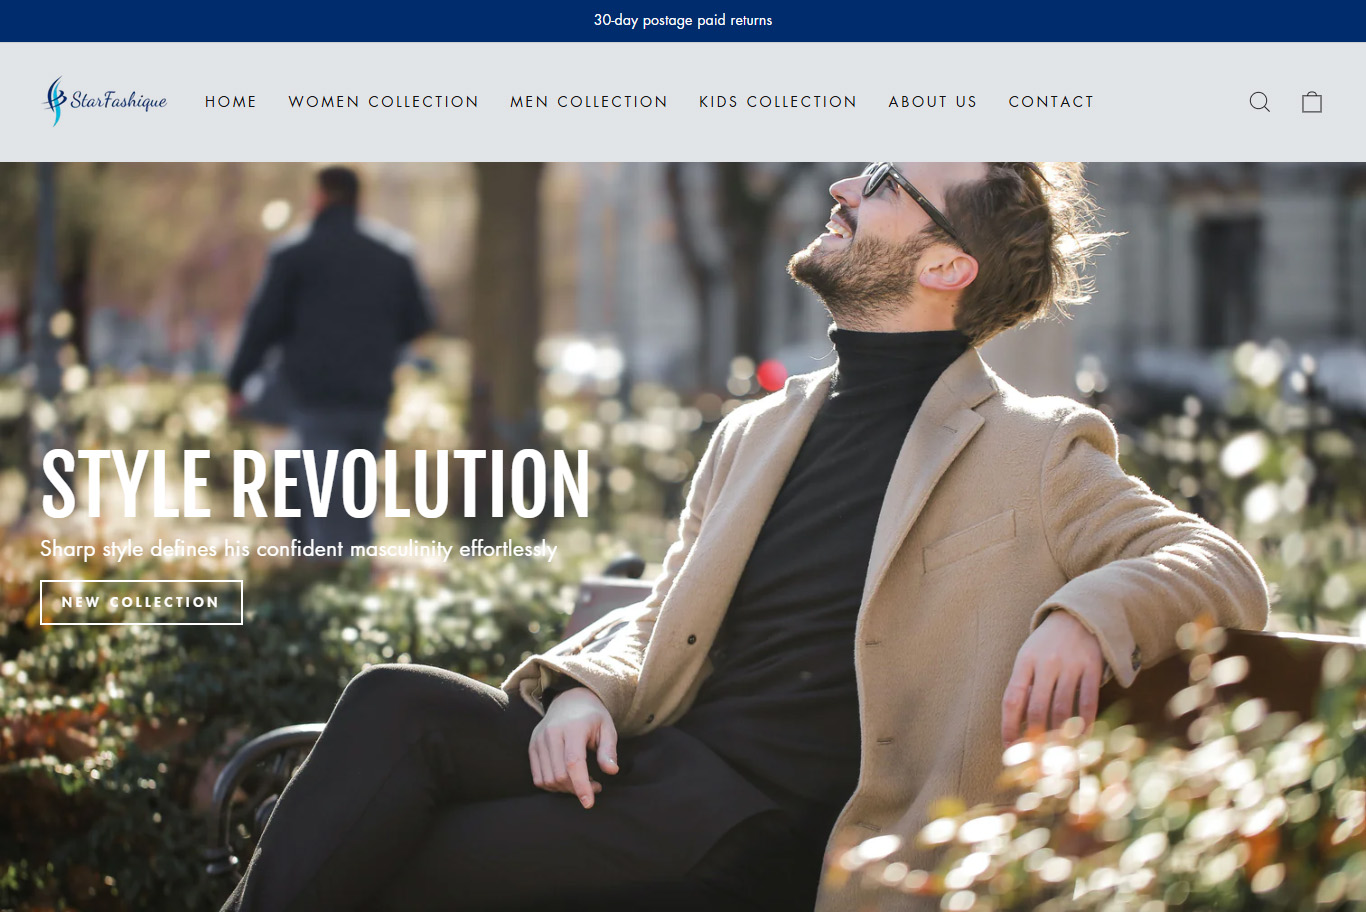 30-day postage paid returns
StarFashique
HOME
WOMEN COLLECTION
MEN COLLECTION
KIDS COLLECTION
ABOUT US
CONTACT
STYLE REVOLUTION
Sharp style defines his confident masculinity effortlessly
NEW COLLECTION